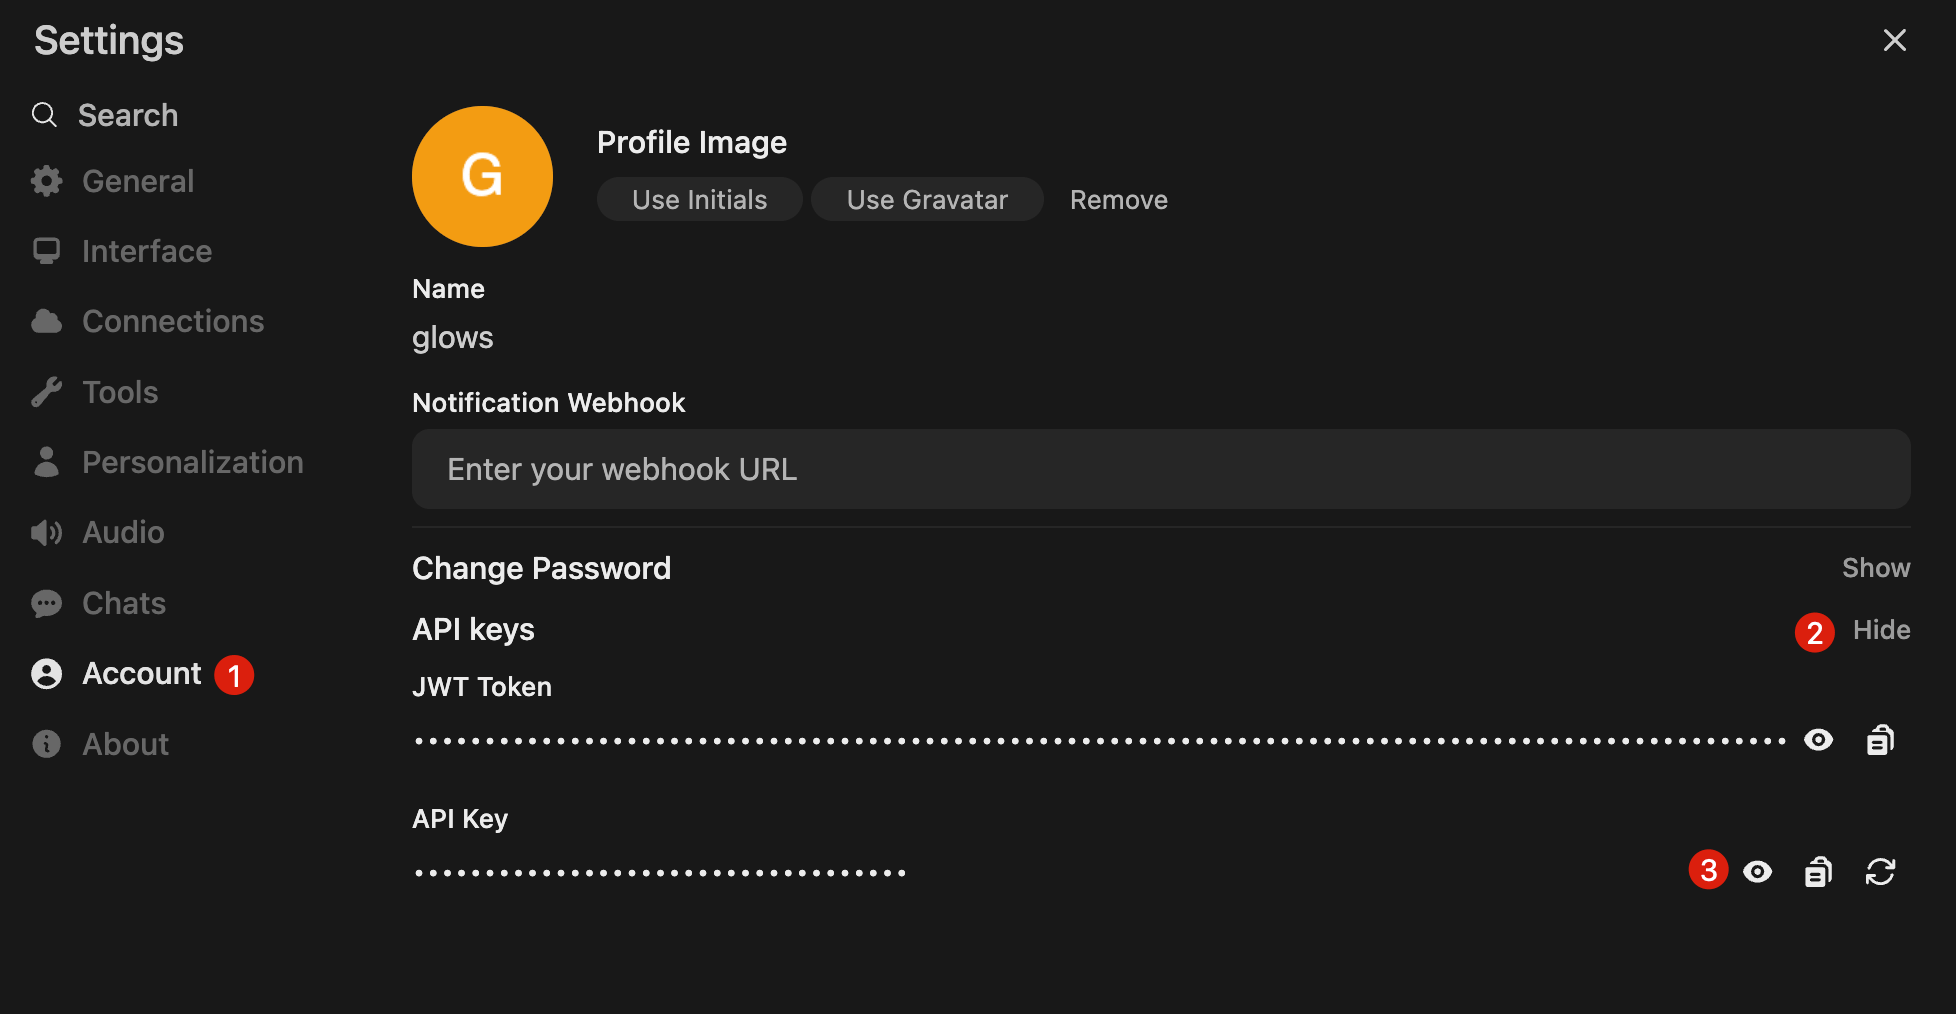 Settings
Search
General
Interface
Connections
Tools
Personalization
Audio
Chats
Account 1
About
G
Profile Image
Use Initials Use Gravatar Remove
Name
glows
Notification Webhook
Enter your webhook URL
Change Password Show
API keys 2 Hide
JWT Token
API Key
3